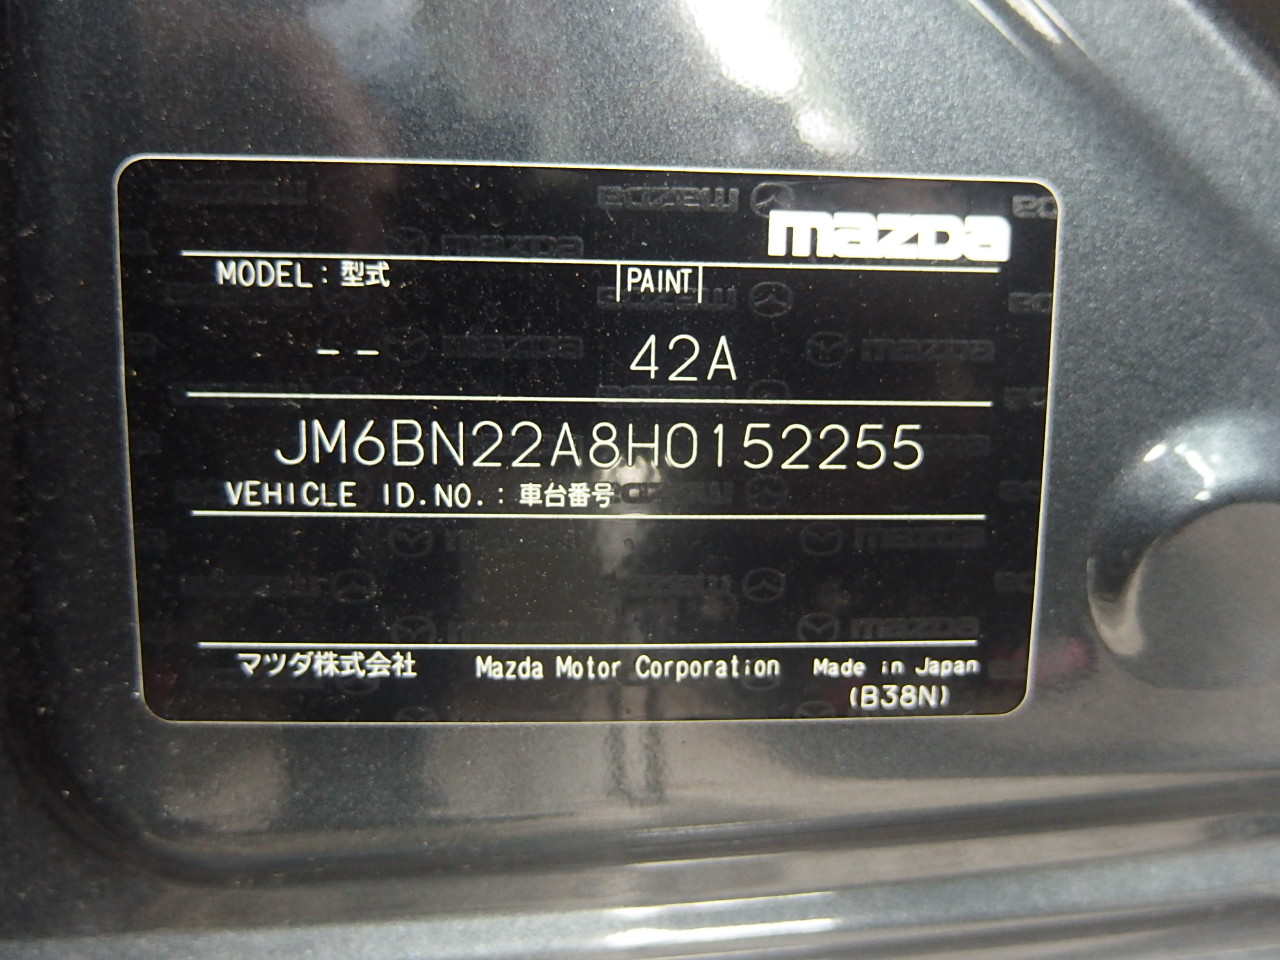 mazda
MODEL : 型式 PAINT
-- 42A
JM6BN22A8H0152255
VEHICLE ID.NO. : 車台番号
マツダ株式会社 Mazda Motor Corporation Made in Japan
(B38N)